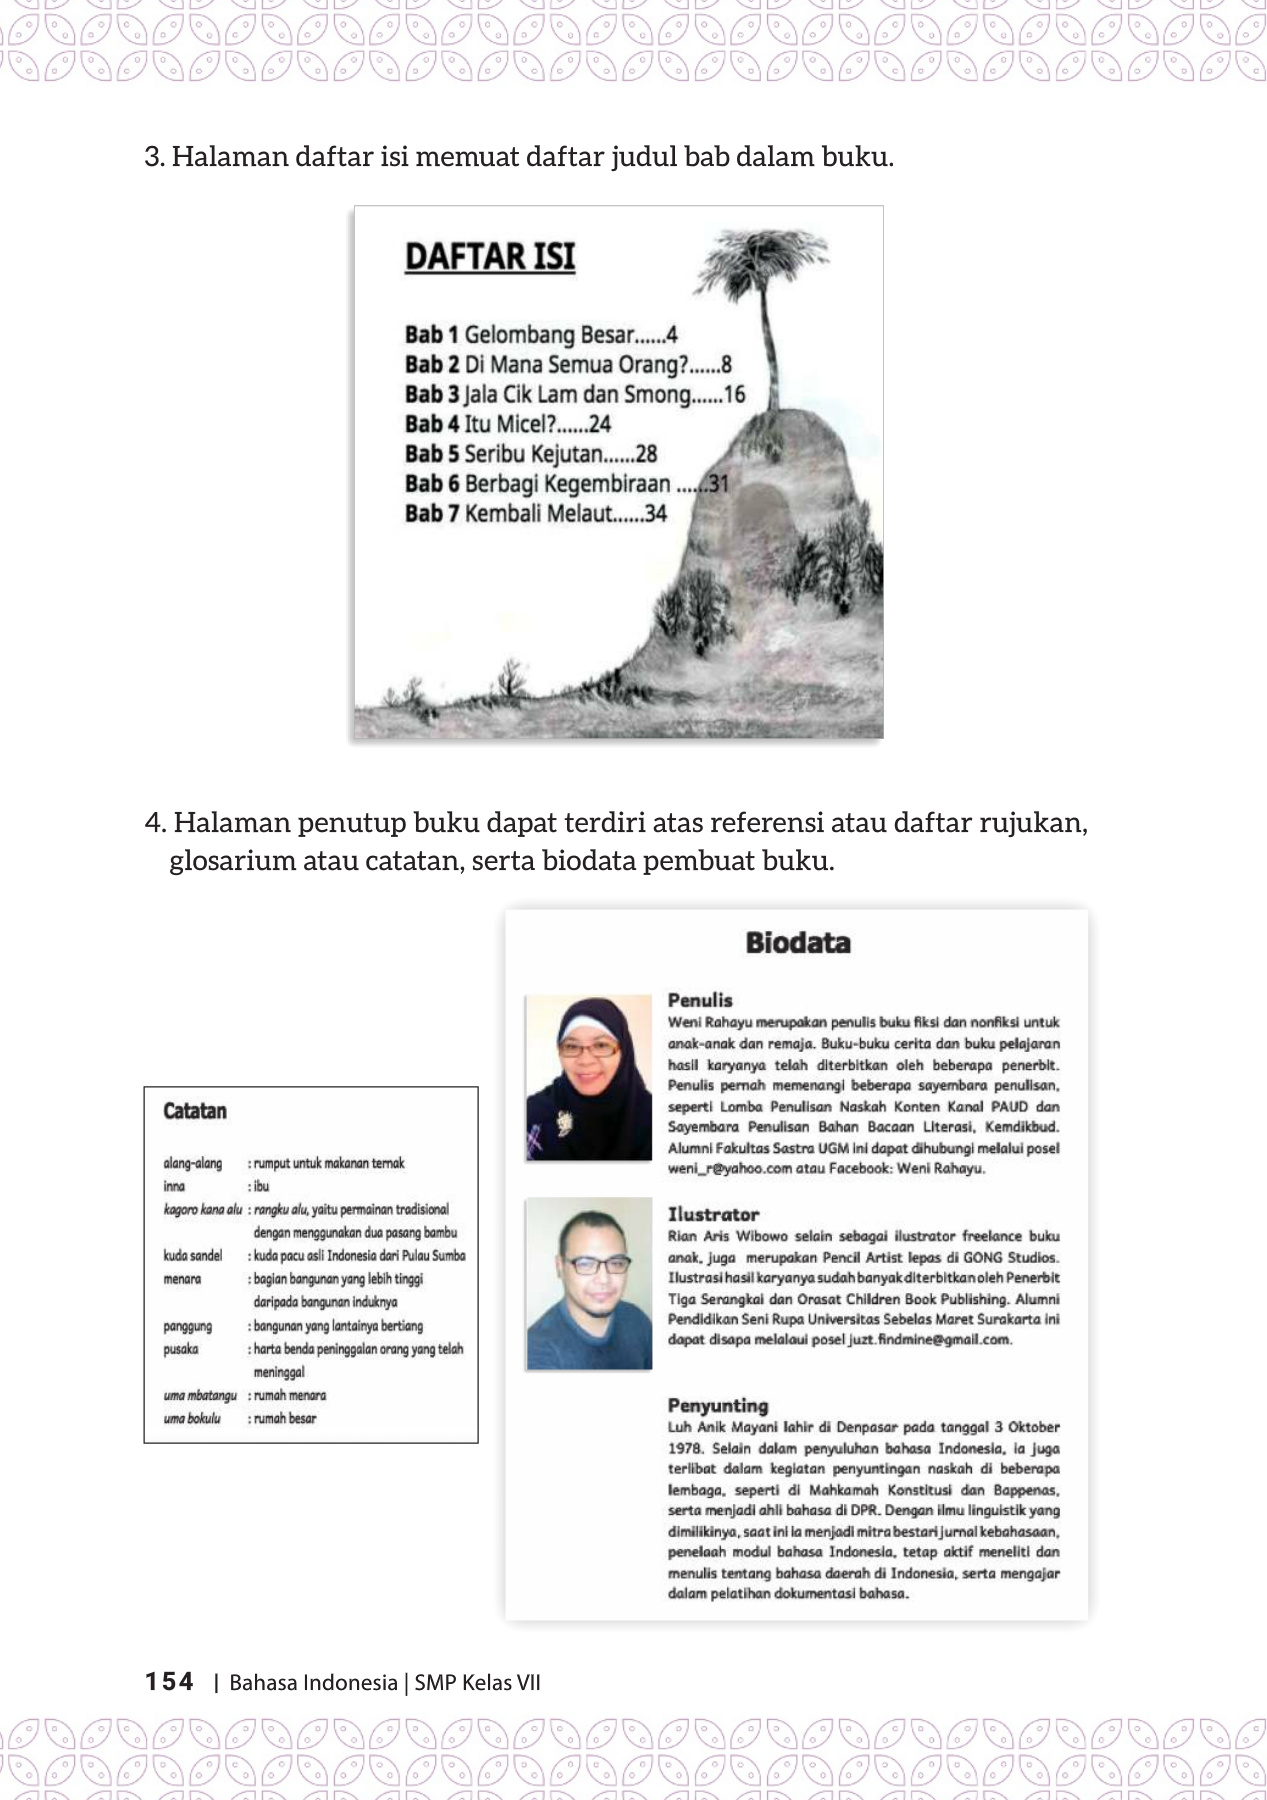 3. Halaman daftar isi memuat daftar judul bab dalam buku.
DAFTAR ISI
Bab 1 Gelombang Besar......4
Bab 2 Di Mana Semua Orang?......8
Bab 3 Jala Cik Lam dan Smong......16
Bab 4 Itu Micel?......24
Bab 5 Seribu Kejutan......28
Bab 6 Berbagi Kegembiraan ......31
Bab 7 Kembali Melaut......34
4. Halaman penutup buku dapat terdiri atas referensi atau daftar rujukan,
glosarium atau catatan, serta biodata pembuat buku.
Catatan
alang-alang : rumput untuk makanan ternak
inna : ibu
kagoro kana alu : rangku alu, yaitu permainan tradisional
dengan menggunakan dua pasang bambu
kuda sandel : kuda pacu asli Indonesia dari Pulau Sumba
menara : bagian bangunan yang lebih tinggi
daripada bangunan induknya
panggung : bangunan yang lantainya bertiang
pusaka : harta benda peninggalan orang yang telah
meninggal
uma mbatangu : rumah menara
uma bokulu : rumah besar
Biodata
Penulis
Weni Rahayu merupakan penulis buku fiksi dan nonfiksi untuk
anak-anak dan remaja. Buku-buku cerita dan buku pelajaran
hasil karyanya telah diterbitkan oleh beberapa penerbit.
Penulis pernah memenangi beberapa sayembara penulisan,
seperti Lomba Penulisan Naskah Konten Kanal PAUD dan
Sayembara Penulisan Bahan Bacaan Literasi, Kemdikbud.
Alumni Fakultas Sastra UGM ini dapat dihubungi melalui posel
weni_r@yahoo.com atau Facebook: Weni Rahayu.
Ilustrator
Rian Aris Wibowo selain sebagai ilustrator freelance buku
anak, juga merupakan Pencil Artist lepas di GONG Studios.
Ilustrasi hasil karyanya sudah banyak diterbitkan oleh Penerbit
Tiga Serangkai dan Orasat Children Book Publishing. Alumni
Pendidikan Seni Rupa Universitas Sebelas Maret Surakarta ini
dapat disapa melalaui posel juzt.findmine@gmail.com.
Penyunting
Luh Anik Mayani lahir di Denpasar pada tanggal 3 Oktober
1978. Selain dalam penyuluhan bahasa Indonesia, ia juga
terlibat dalam kegiatan penyuntingan naskah di beberapa
lembaga, seperti di Mahkamah Konstitusi dan Bappenas,
serta menjadi ahli bahasa di DPR. Dengan ilmu linguistik yang
dimilikinya, saat ini ia menjadi mitra bestari jurnal kebahasaan,
penelaah modul bahasa Indonesia, tetap aktif meneliti dan
menulis tentang bahasa daerah di Indonesia, serta mengajar
dalam pelatihan dokumentasi bahasa.
154 | Bahasa Indonesia | SMP Kelas VII